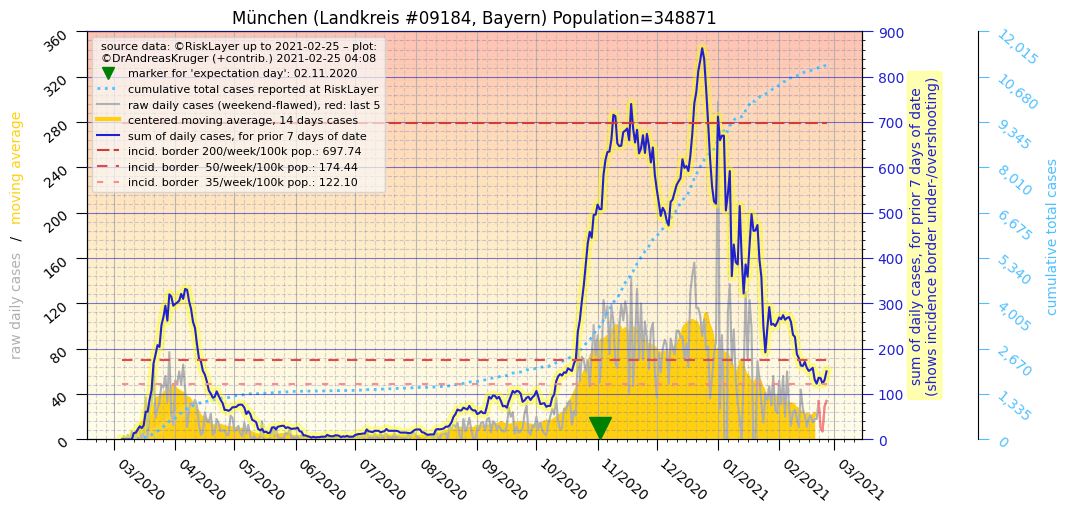 München (Landkreis #09184, Bayern) Population=348871
source data: ©RiskLayer up to 2021-02-25 – plot:
©DrAndreasKruger (+contrib.) 2021-02-25 04:08
marker for 'expectation day': 02.11.2020
cumulative total cases reported at RiskLayer
raw daily cases (weekend-flawed), red: last 5
centered moving average, 14 days cases
sum of daily cases, for prior 7 days of date
incid. border 200/week/100k pop.: 697.74
incid. border 50/week/100k pop.: 174.44
incid. border 35/week/100k pop.: 122.10
raw daily cases / moving average
360
320
280
240
200
160
120
80
40
0
03/2020
04/2020
05/2020
06/2020
07/2020
08/2020
09/2020
10/2020
11/2020
12/2020
01/2021
02/2021
03/2021
900
800
700
600
500
400
300
200
100
0
sum of daily cases, for prior 7 days of date
(shows incidence border under-/overshooting)
12,015
10,680
9,345
8,010
6,675
5,340
4,005
2,670
1,335
0
cumulative total cases